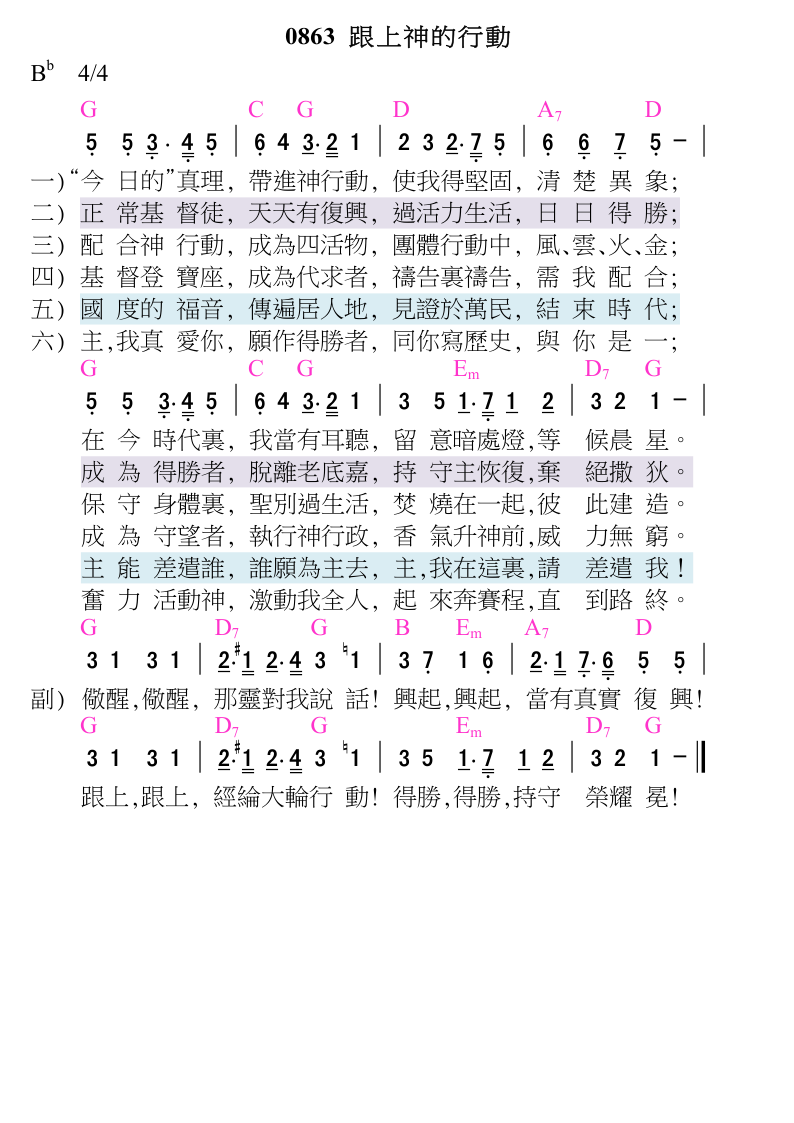 0863 跟上神的行動
Bb 4/4
G C G D A7 D
5 5 3· 4 5 | 6 4 3· 2 1 | 2 3 2· 7 5 | 6 6 7 5 － |
一)“今 日的”真理，帶進神行動，使我得堅固，清 楚 異 象；
二) 正 常基 督徒，天天有復興，過活力生活，日 日 得 勝；
三) 配 合神 行動，成為四活物，團體行動中，風、雲、火、金；
四) 基 督登 寶座，成為代求者，禱告裏禱告，需 我 配 合；
五) 國 度的 福音，傳遍居人地，見證於萬民，結 束 時 代；
六) 主，我真 愛你，願作得勝者，同你寫歷史，與 你 是 一；
G C G Em D7 G
5 5 3· 4 5 | 6 4 3· 2 1 | 3 5 1· 7 1 2 | 3 2 1 － |
在 今 時代裏，我當有耳聽，留 意暗處燈，等 候晨 星。
成 為 得勝者，脫離老底嘉，持 守主恢復，棄 絕撒 狄。
保 守 身體裏，聖別過生活，焚 燒在一起，彼 此建 造。
成 為 守望者，執行神行政，香 氣升神前，威 力無 窮。
主 能 差遣誰，誰願為主去，主，我在這裏，請 差遣 我！
奮 力 活動神，激動我全人，起 來奔賽程，直 到路 終。
G D7 G B Em A7 D
3 1 3 1 | 2· #1 2· 4 3 ♮1 | 3 7 1 6 | 2· 1 7· 6 5 5 |
副) 儆醒，儆醒，那靈對我說 話！興起，興起，當有真實 復 興！
G D7 G Em D7 G
3 1 3 1 | 2· #1 2· 4 3 ♮1 | 3 5 1· 7 1 2 | 3 2 1 － ‖
跟上，跟上，經綸大輪行 動！得勝，得勝，持守 榮耀 冕！